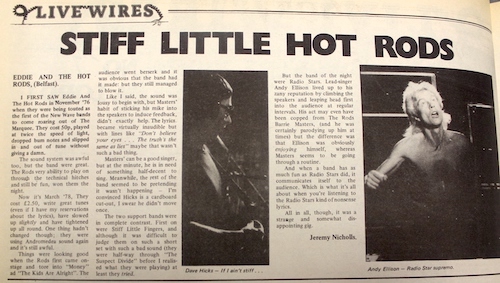 LIVE WIRES
STIFF LITTLE HOT RODS
EDDIE AND THE HOT
RODS, (Belfast).
I FIRST SAW Eddie And
The Hot Rods in November '76
when they were being touted as
the first of the New Wave bands
to come roaring out of The
Marquee. They cost 50p, played
at twice the speed of light,
dropped bum notes and slipped
in and out of tune without
giving a damn.
The sound system was awful
too, but the band were great.
The Rods very ability to play on
through the technical bitches
and still be fun, won them the
night.
Now it's March '78, They
cost £2.50, were great tunes
(even if I have my reservations
about the lyrics), have slowed
up slightly and have tightened
up all round. One thing hadn't
changed though; they were
using Andromedea sound again
and it's still awful.
Things were looking good
when the Rods first came on-
stage and tore into "Money"
and "The Kids Are Alright". The
audience went berserk and it
was obvious that the band had
it made but they still managed
to blow it.
Like I said, the sound was
lousy to begin with, but Masters'
habit of sticking his mike into
the speakers to induce feedback,
didn't exactly help. The lyrics
became virtually inaudible but
with lines like "Don't believe
your eyes / The truth's the
same as lies" maybe that wasn't
such a bad thing.
Masters' can be a good singer,
but at the minute, he is in need
of something half-decent to
sing. Meanwhile, the rest of the
band seemed to be pretending
it wasn't happening. I'm
convinced Hicks is a cardboard
cut-out, I swear he didn't move
once.
The two support bands were
a complete contrast. First on
were Stiff Little Fingers, and
although it was difficult to
judge them on such a short
set with such a bad sound (they
were half-way through "The
Suspect Divide" before I realis-
ed what they were playing) at
least they tried.
Dave Hicks — If I ain't stiff . . .
But the band of the night
were Radio Stars. Lead-singer
Andy Ellison lived up to his
zany reputation by climbing the
speakers and leaping head first
into the audience at regular
intervals. His act may even have
been copped from The Rods
Barrie Masters, (and he was
certainly parodying up him at
times) but the difference was
that Ellison was obviously
enjoying himself, whereas
Masters seems to be going
through a routine.
And when a band has as
much fun as Radio Stars did, it
communicates itself to the
audience. Which is what it's all
about when you're listening to
the Radio Stars kind of nonsense
lyrics.
All in all, though, it was a
strange and somewhat dis-
appointing gig.
Jeremy Nicholls.
Andy Ellison — Radio Star supremo.